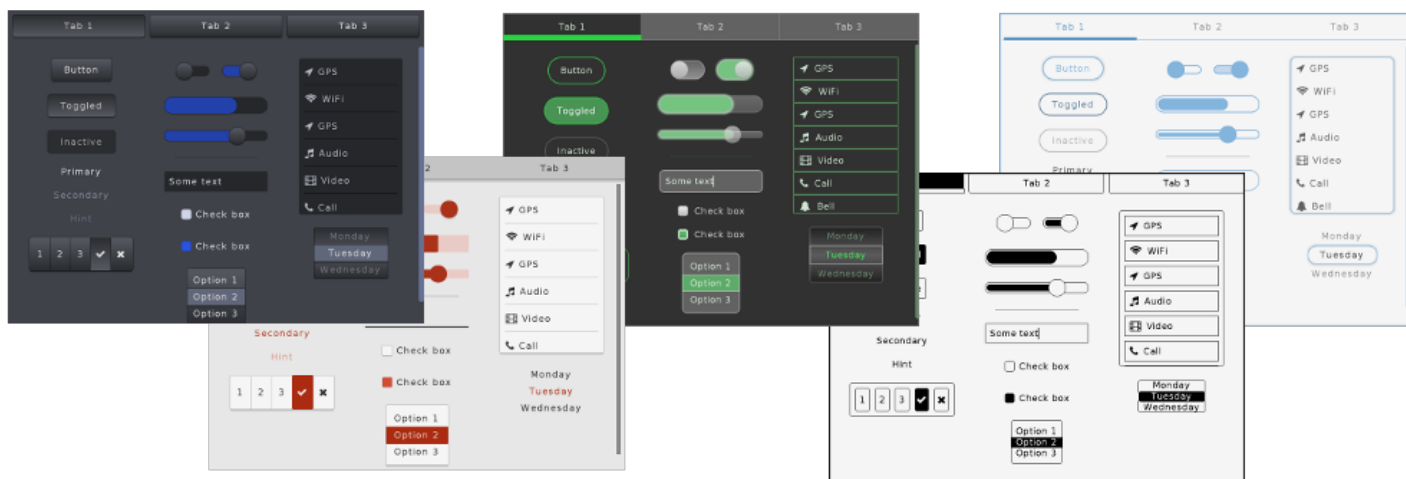 Tab 1
Tab 2
Tab 3
Button
Toggled
Inactive
Primary
Secondary
Hint
1 2 3
Some text
Check box
Check box
Option 1
Option 2
Option 3
GPS
WiFi
GPS
Audio
Video
Call
Monday
Tuesday
Wednesday
2
Tab 3
Secondary
Hint
1 2 3
Check box
Check box
Option 1
Option 2
Option 3
GPS
WiFi
GPS
Audio
Video
Call
Monday
Tuesday
Wednesday
Tab 1
Tab 2
Tab 3
Button
Toggled
Inactive
Some text
Check box
Check box
Option 1
Option 2
Option 3
GPS
WiFi
GPS
Audio
Video
Call
Bell
Monday
Tuesday
Wednesday
Tab 2
Tab 3
Secondary
Hint
1 2 3
Some text
Check box
Check box
Option 1
Option 2
Option 3
GPS
WiFi
GPS
Audio
Video
Call
Monday
Tuesday
Wednesday
Tab 1
Tab 2
Tab 3
Button
Toggled
Inactive
Primary
GPS
WiFi
GPS
Audio
Video
Call
Bell
Monday
Tuesday
Wednesday